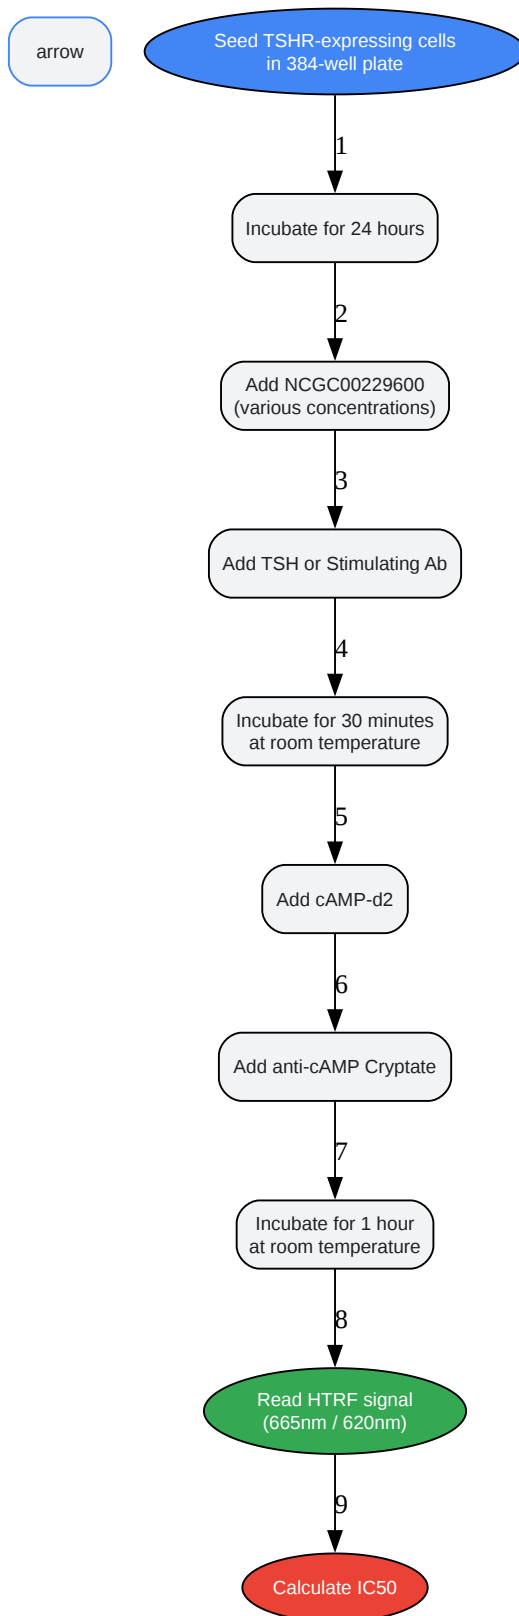 arrow
Seed TSHR-expressing cells
in 384-well plate
1
Incubate for 24 hours
2
Add NCGC00229600
(various concentrations)
3
Add TSH or Stimulating Ab
4
Incubate for 30 minutes
at room temperature
5
Add cAMP-d2
6
Add anti-cAMP Cryptate
7
Incubate for 1 hour
at room temperature
8
Read HTRF signal
(665nm / 620nm)
9
Calculate IC50